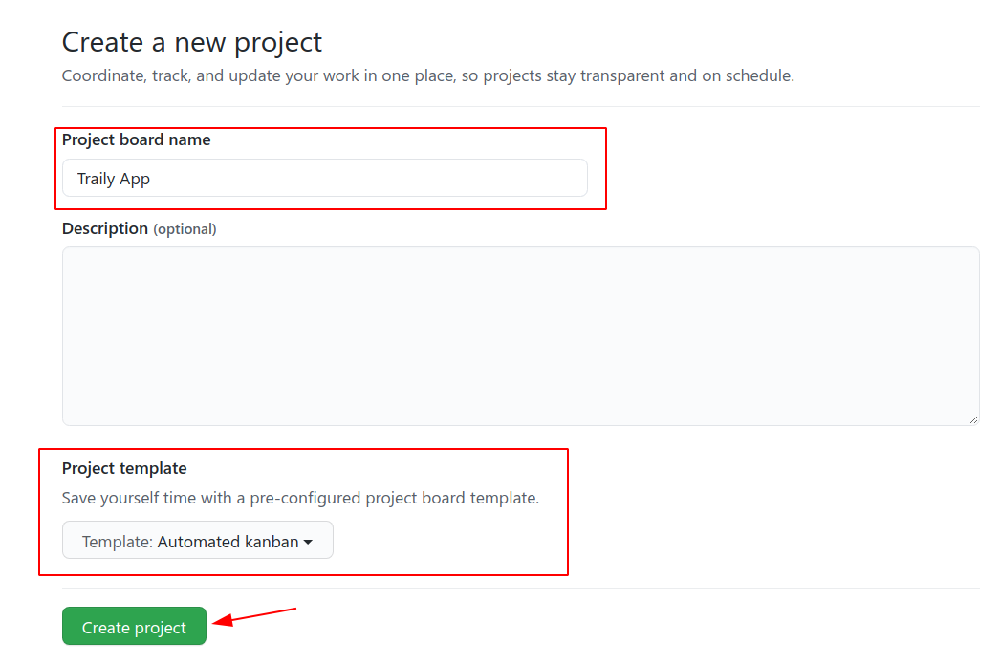 Create a new project
Coordinate, track, and update your work in one place, so projects stay transparent and on schedule.
Project board name
Traily App
Description (optional)
Project template
Save yourself time with a pre-configured project board template.
Template: Automated kanban
Create project